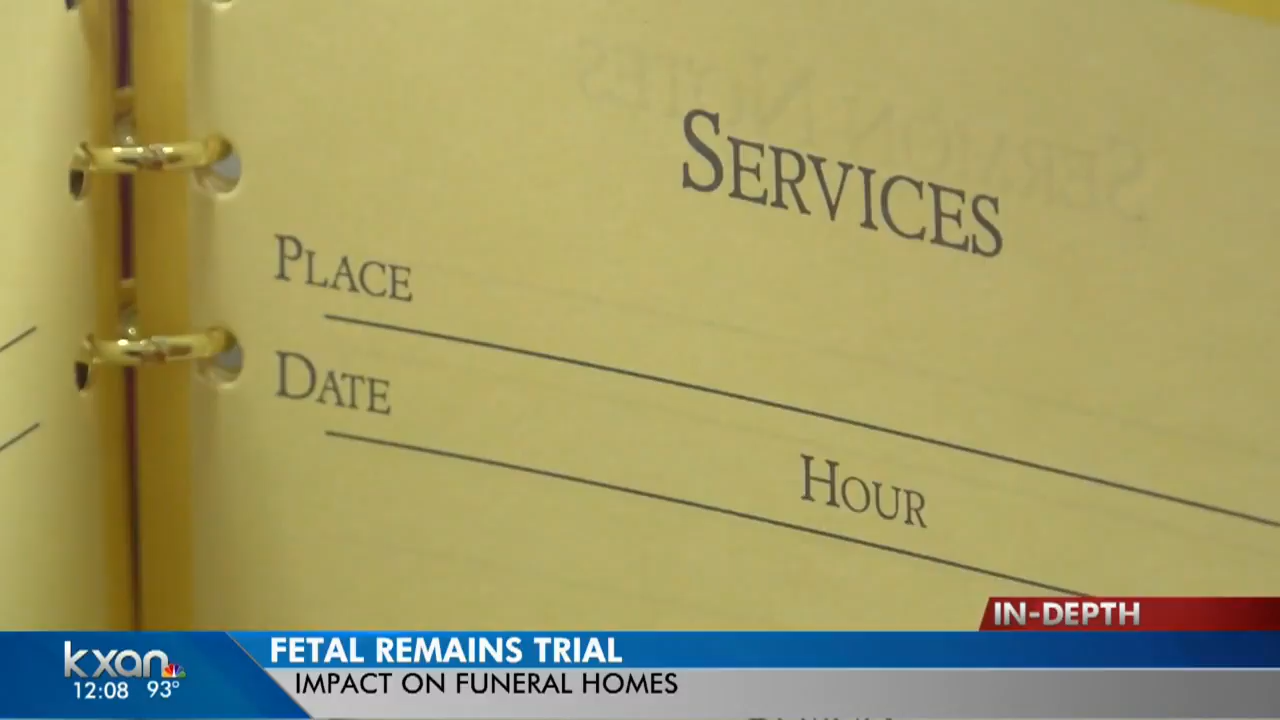 SERVICES
PLACE
DATE
HOUR
IN-DEPTH
kxan
12:08 93°
FETAL REMAINS TRIAL
IMPACT ON FUNERAL HOMES